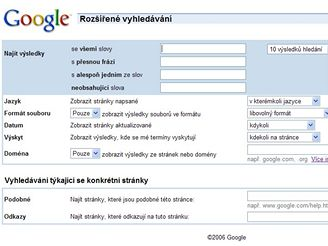 Google Rozšířené vyhledávání
Najít výsledky
se všemi slovy
10 výsledků hledání
s přesnou frází
s alespoň jedním ze slov
neobsahující slova
Jazyk Zobrazit stránky napsané v kterémkoli jazyce
Formát souboru Pouze zobrazit výsledky souborů ve formátu libovolný formát
Datum Zobrazit stránky aktualizované kdykoli
Výskyt Zobrazit výsledky, kde se mé termíny vyskytují kdekoli na stránce
Doména Pouze zobrazit výsledky ze stránek nebo domény
např. google.com, .org Více i
Vyhledávání týkající se konkrétní stránky
Podobné Najít stránky, které jsou podobné této stránce:
např. www.google.com/help.ht
Odkazy Najít stránky, které odkazují na tuto stránku:
©2006 Google